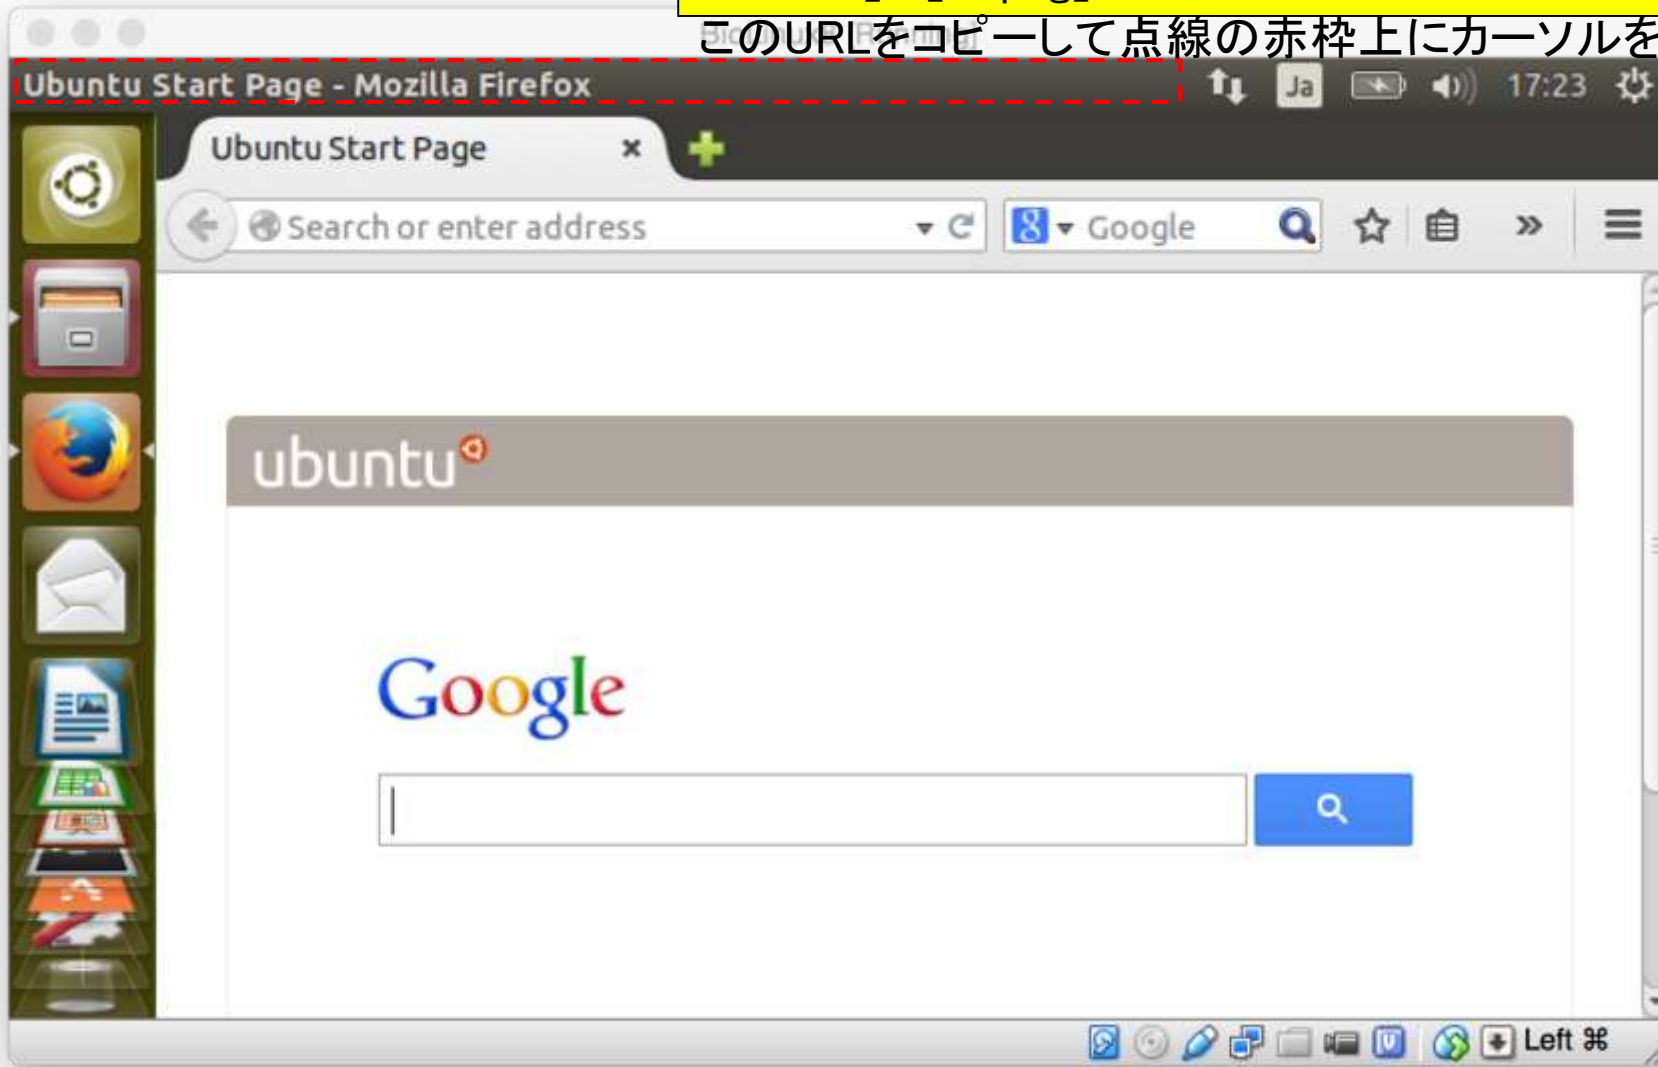 このURLをコピーして点線の赤枠上にカーソルを
Ubuntu Start Page - Mozilla Firefox
Ja
17:23
Ubuntu Start Page
Search or enter address
8
Google
ubuntu
Google
Left ⌘